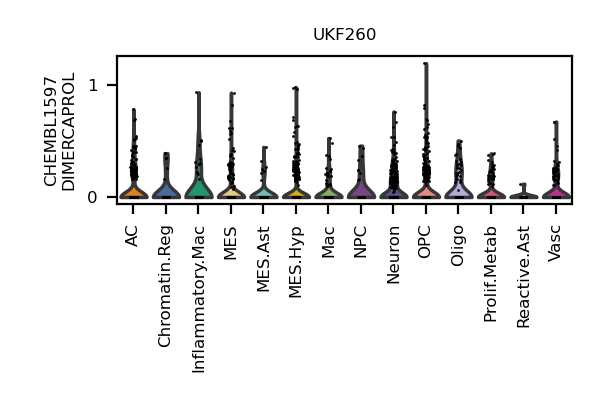 UKF260
CHEMBL1597
DIMERCAPROL
1
0
AC
Chromatin.Reg
Inflammatory.Mac
MES
MES.Ast
MES.Hyp
Mac
NPC
Neuron
OPC
Oligo
Prolif.Metab
Reactive.Ast
Vasc